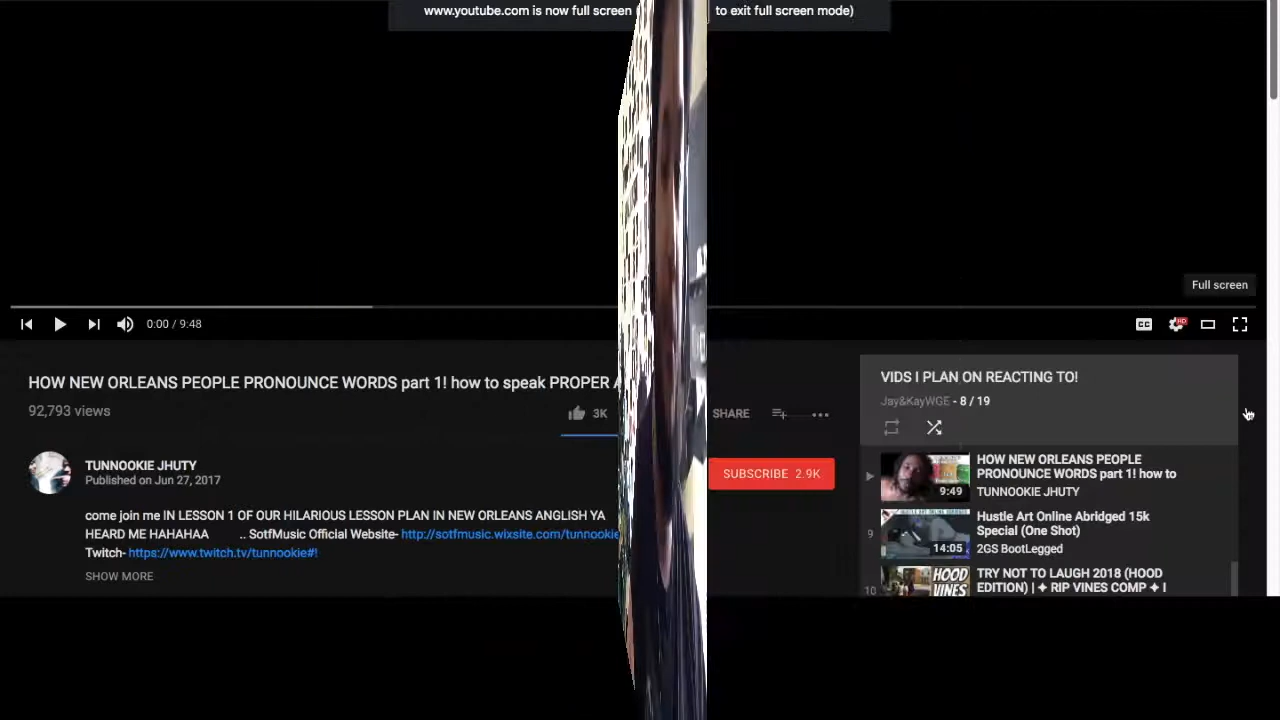 www.youtube.com is now full screen ( to exit full screen mode)
Full screen
0:00 / 9:48
CC
HD
HOW NEW ORLEANS PEOPLE PRONOUNCE WORDS part 1! how to speak PROPER
92,793 views
3K
SHARE
TUNNOOKIE JHUTY
Published on Jun 27, 2017
SUBSCRIBE 2.9K
come join me IN LESSON 1 OF OUR HILARIOUS LESSON PLAN IN NEW ORLEANS ANGLISH YA
HEARD ME HAHAHAA .. SotfMusic Official Website- http://sotfmusic.wixsite.com/tunnookie
Twitch- https://www.twitch.tv/tunnookie#!
SHOW MORE
VIDS I PLAN ON REACTING TO!
Jay&KayWGE - 8 / 19
HOW NEW ORLEANS PEOPLE
PRONOUNCE WORDS part 1! how to
9:49
TUNNOOKIE JHUTY
9
Hustle Art Online Abridged 15k
Special (One Shot)
14:05
2GS BootLegged
10
HOOD
VINES
TRY NOT TO LAUGH 2018 (HOOD
EDITION) | ✦ RIP VINES COMP ✦ I